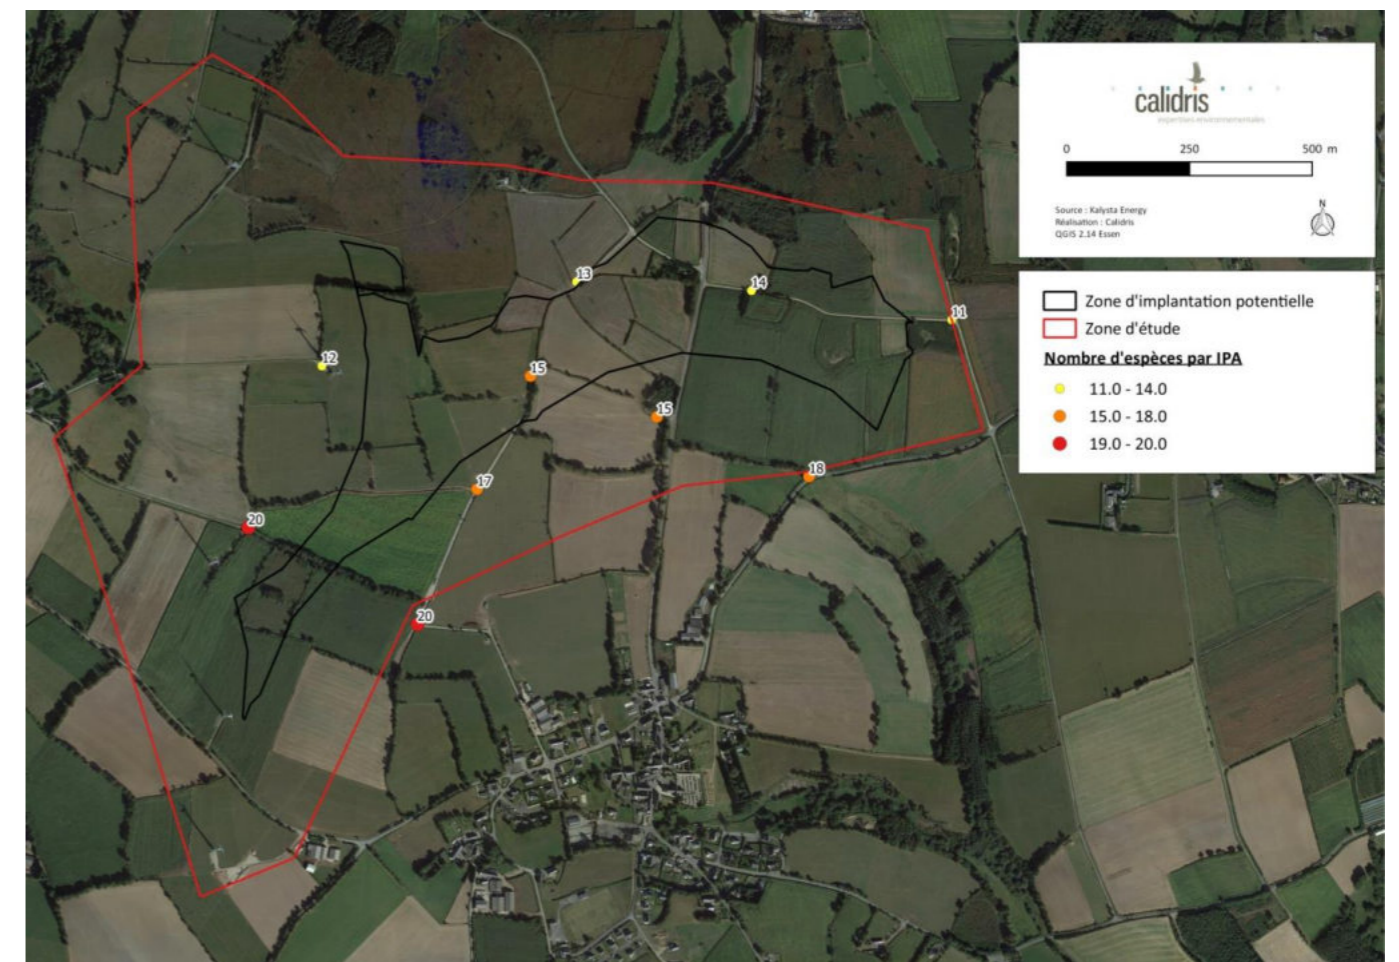 calidris
expertises environnementales
0 250 500 m
Source : Kalysta Energy
Réalisation : Calidris
QGIS 2.14 Essen
N
Zone d'implantation potentielle
Zone d'étude
Nombre d'espèces par IPA
11.0 - 14.0
15.0 - 18.0
19.0 - 20.0
13
14
11
12
15
15
18
17
20
20